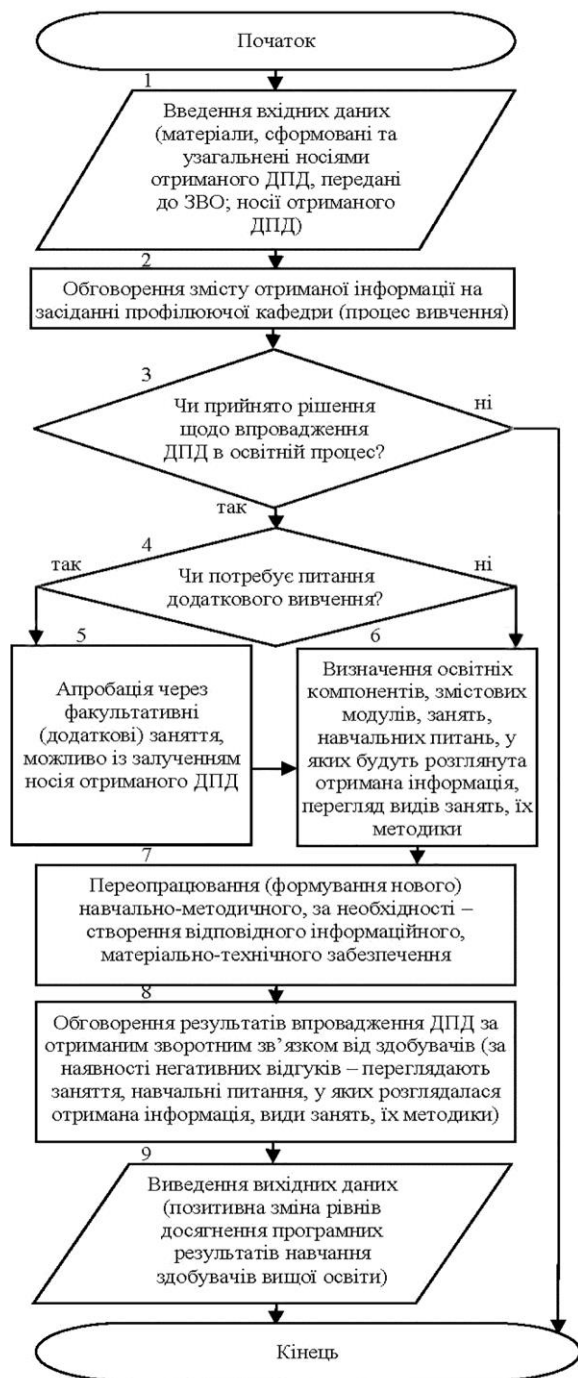 Початок
1
Введення вхідних даних
(матеріали, сформовані та
узагальнені носіями
отриманого ДПД, передані
до ЗВО; носії отриманого
ДПД)
2
Обговорення змісту отриманої інформації на
засіданні профілюючої кафедри (процес вивчення)
3
Чи прийнято рішення
щодо впровадження
ДПД в освітній процес?
ні
так
4
так
Чи потребує питання
додаткового вивчення?
ні
5
Апробація через
факультативні
(додаткові) заняття,
можливо із залученням
носія отриманого ДПД
6
Визначення освітніх
компонентів, змістових
модулів, занять,
навчальних питань, у
яких будуть розглянута
отримана інформація,
перегляд видів занять, їх
методики
7
Переопрацювання (формування нового)
навчально-методичного, за необхідності –
створення відповідного інформаційного,
матеріально-технічного забезпечення
8
Обговорення результатів впровадження ДПД за
отриманим зворотним зв’язком від здобувачів (за
наявності негативних відгуків – переглядають
заняття, навчальні питання, у яких розглядалася
отримана інформація, види занять, їх методики)
9
Виведення вихідних даних
(позитивна зміна рівнів
досягнення програмних
результатів навчання
здобувачів вищої освіти)
Кінець